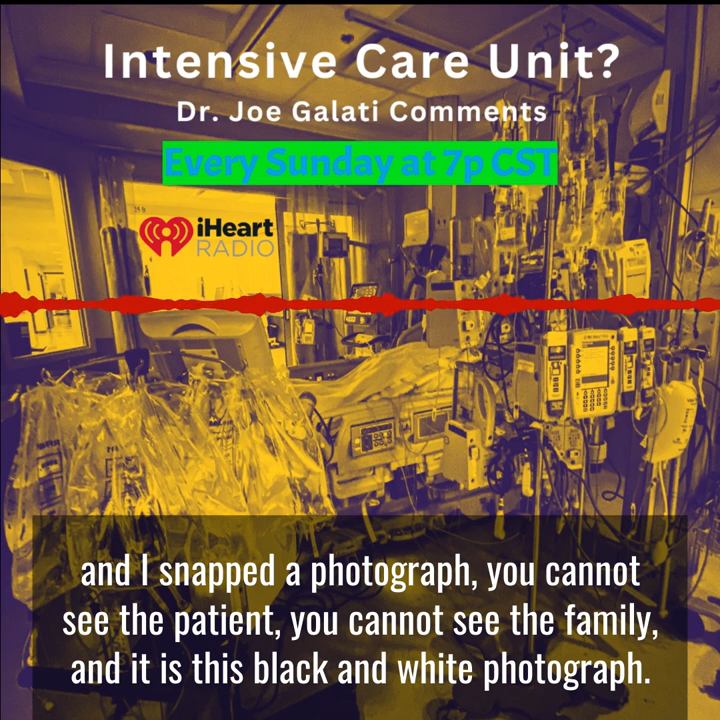 Intensive Care Unit?
Dr. Joe Galati Comments
Every Sunday at 7p CST
iHeart
RADIO
and I snapped a photograph, you cannot
see the patient, you cannot see the family,
and it is this black and white photograph.